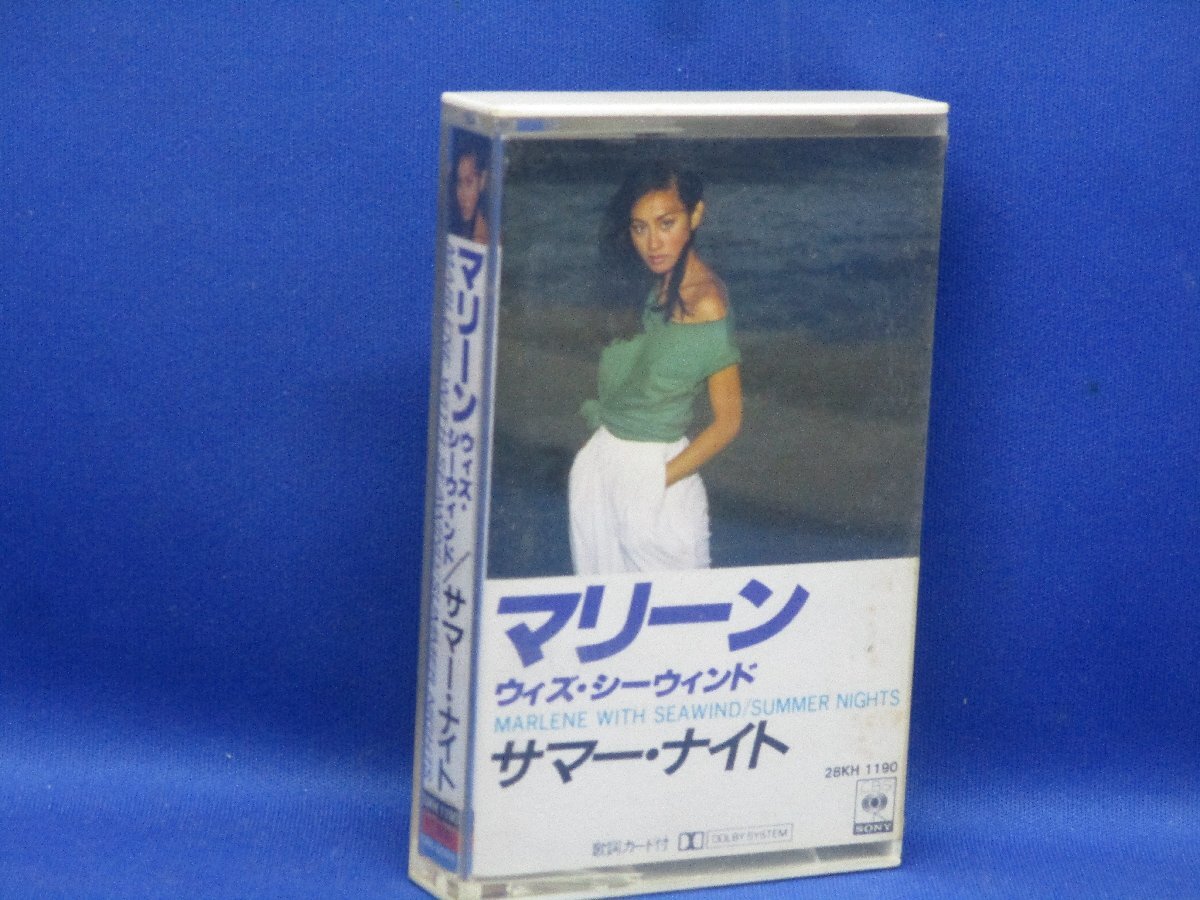 マリーン
ウィズ・シーウィンド
MARLENE WITH SEAWIND/SUMMER NIGHTS
サマー・ナイト
28KH 1190
歌詞カード付
DOLBY SYSTEM
CBS
SONY
マリーン ウィズ・シーウィンド/サマー・ナイト